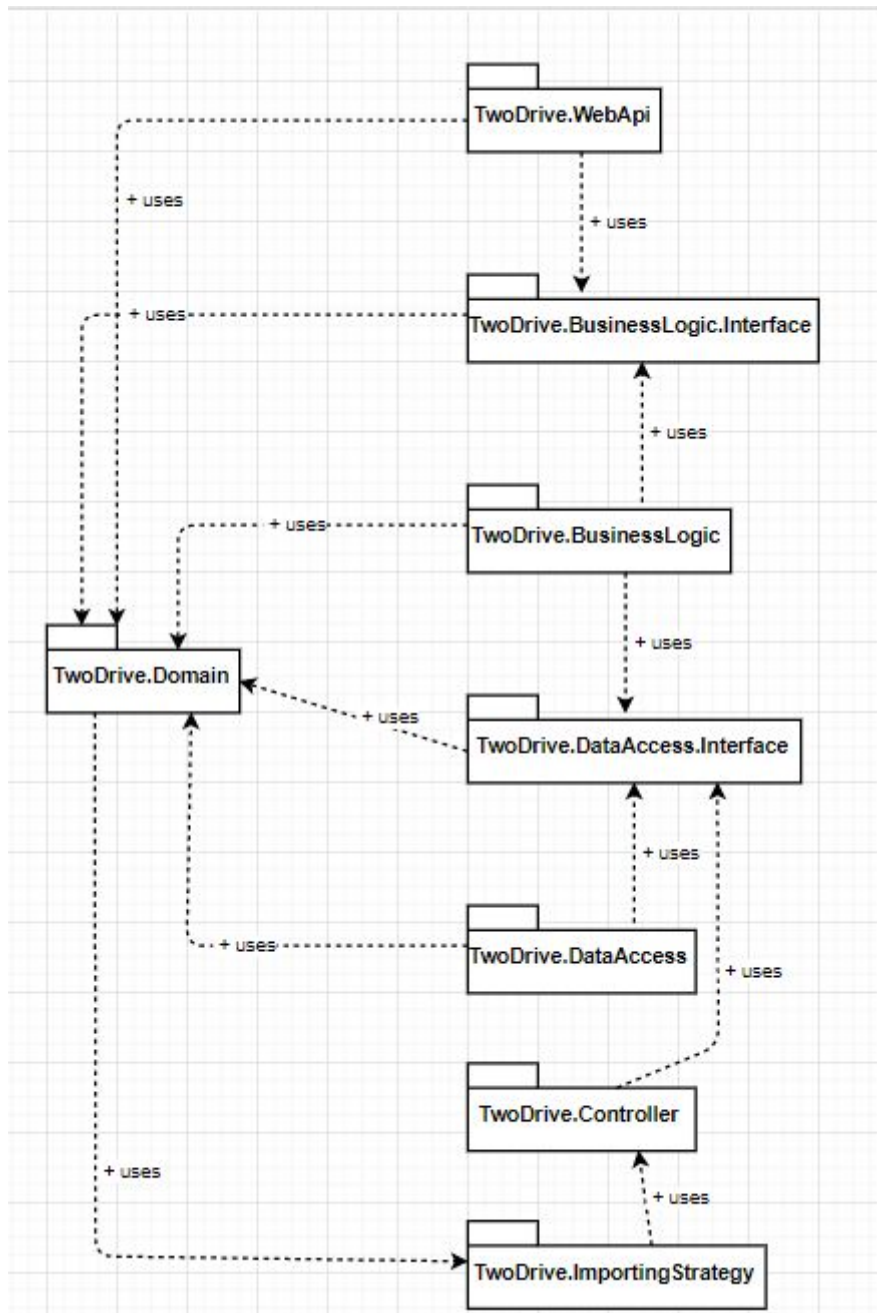 TwoDrive.WebApi
+ uses
+ uses
TwoDrive.BusinessLogic.Interface
+ uses
+ uses
TwoDrive.BusinessLogic
+ uses
+ uses
TwoDrive.Domain
+ uses
TwoDrive.DataAccess.Interface
+ uses
+ uses
TwoDrive.DataAccess
+ uses
TwoDrive.Controller
+ uses
+ uses
TwoDrive.ImportingStrategy